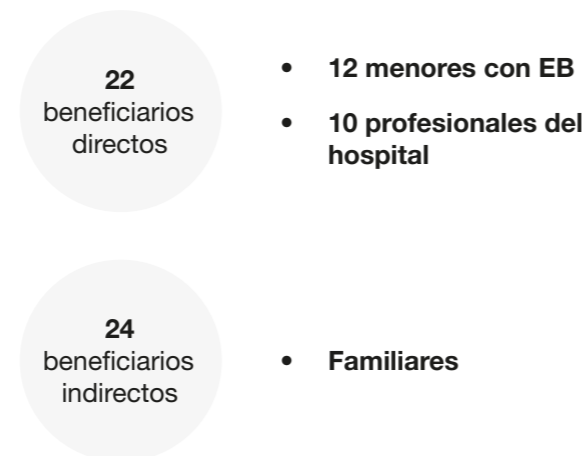 22
beneficiarios
directos
• 12 menores con EB
• 10 profesionales del
hospital
24
beneficiarios
indirectos
• Familiares